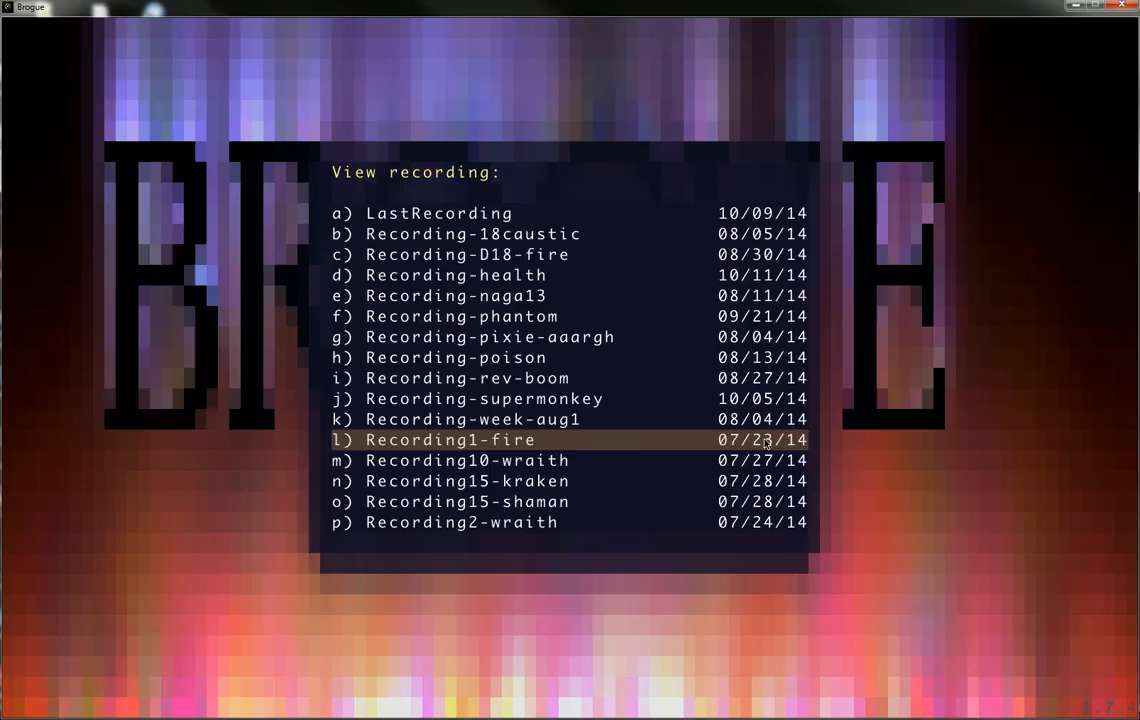 Brogue
View recording:
a) LastRecording 10/09/14
b) Recording-18caustic 08/05/14
c) Recording-D18-fire 08/30/14
d) Recording-health 10/11/14
e) Recording-naga13 08/11/14
f) Recording-phantom 09/21/14
g) Recording-pixie-aaargh 08/04/14
h) Recording-poison 08/13/14
i) Recording-rev-boom 08/27/14
j) Recording-supermonkey 10/05/14
k) Recording-week-aug1 08/04/14
l) Recording1-fire 07/23/14
m) Recording10-wraith 07/27/14
n) Recording15-kraken 07/28/14
o) Recording15-shaman 07/28/14
p) Recording2-wraith 07/24/14